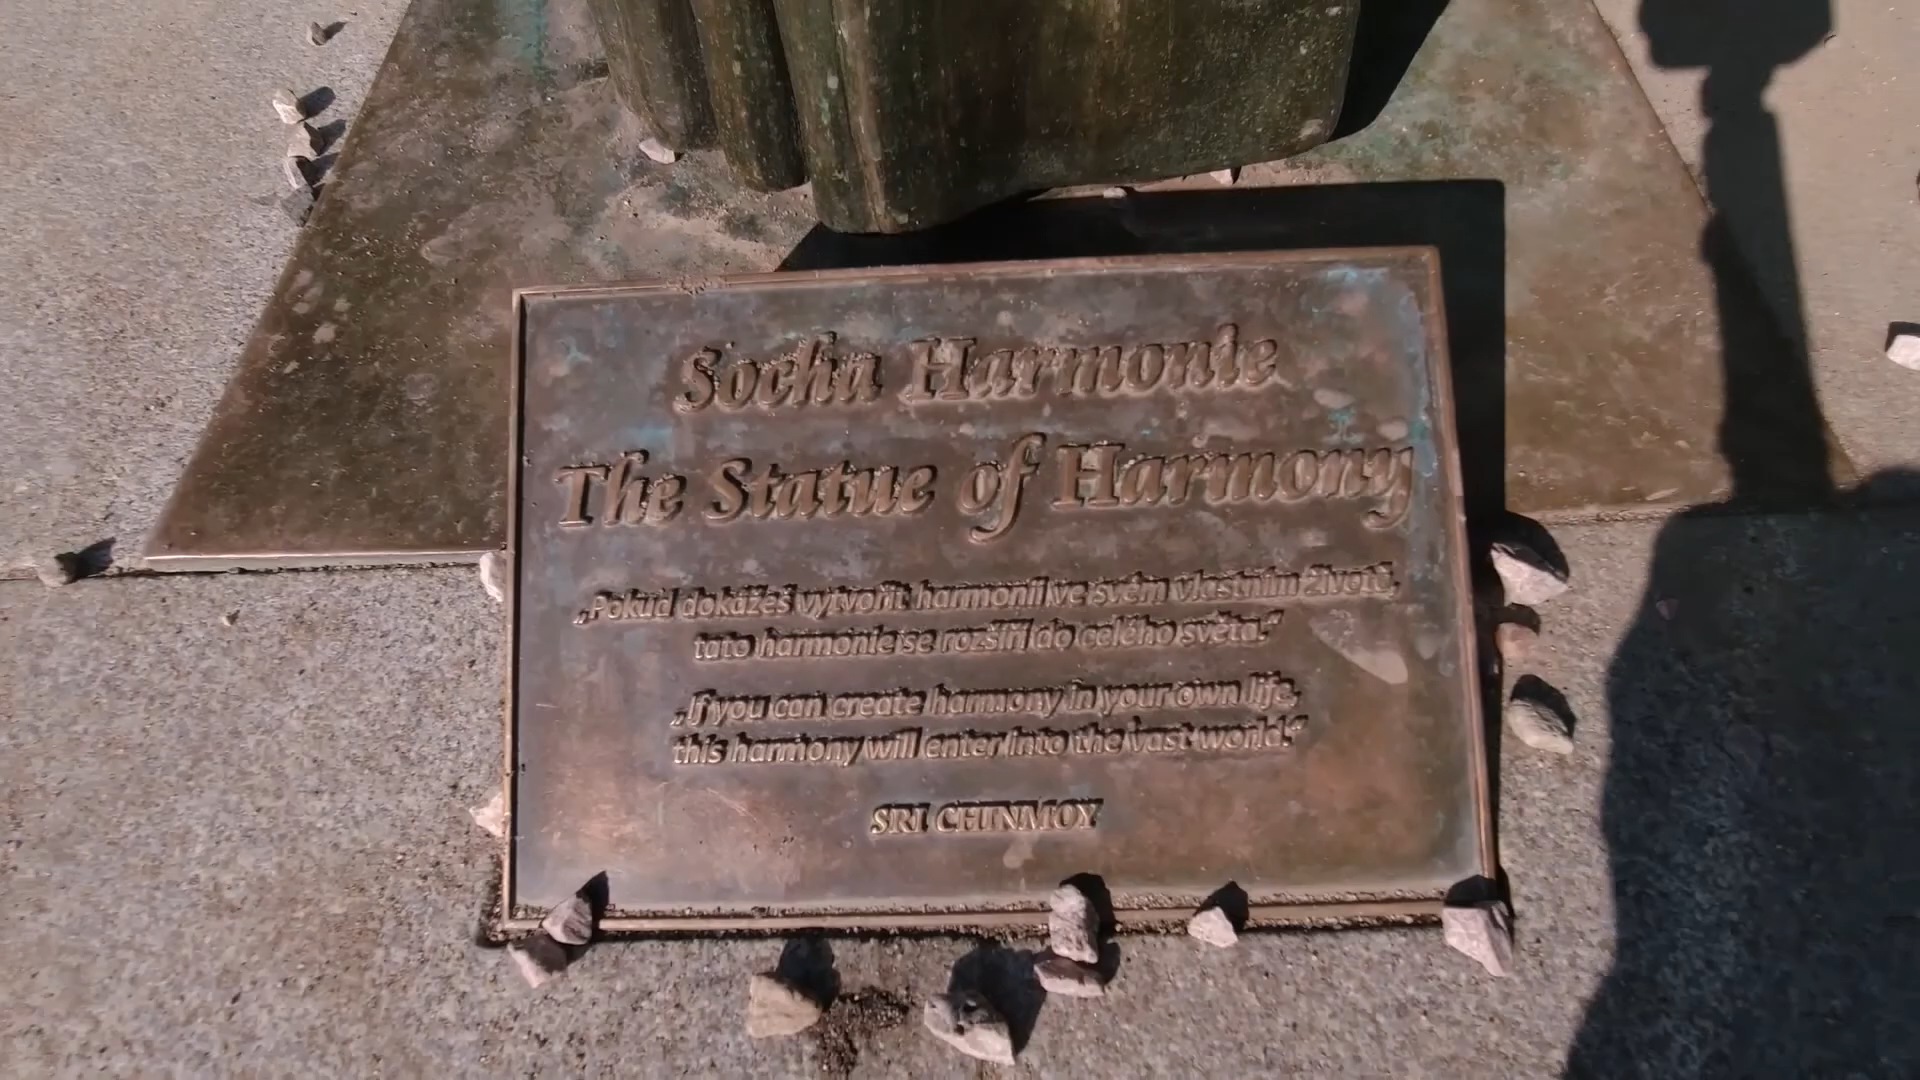 Socha Harmonie
The Statue of Harmony
„Pokud dokážeš vytvořit harmonii ve svém vlastním životě,
tato harmonie se rozšíří do celého světa.“
„If you can create harmony in your own life,
this harmony will enter into the vast world.“
SRI CHINMOY